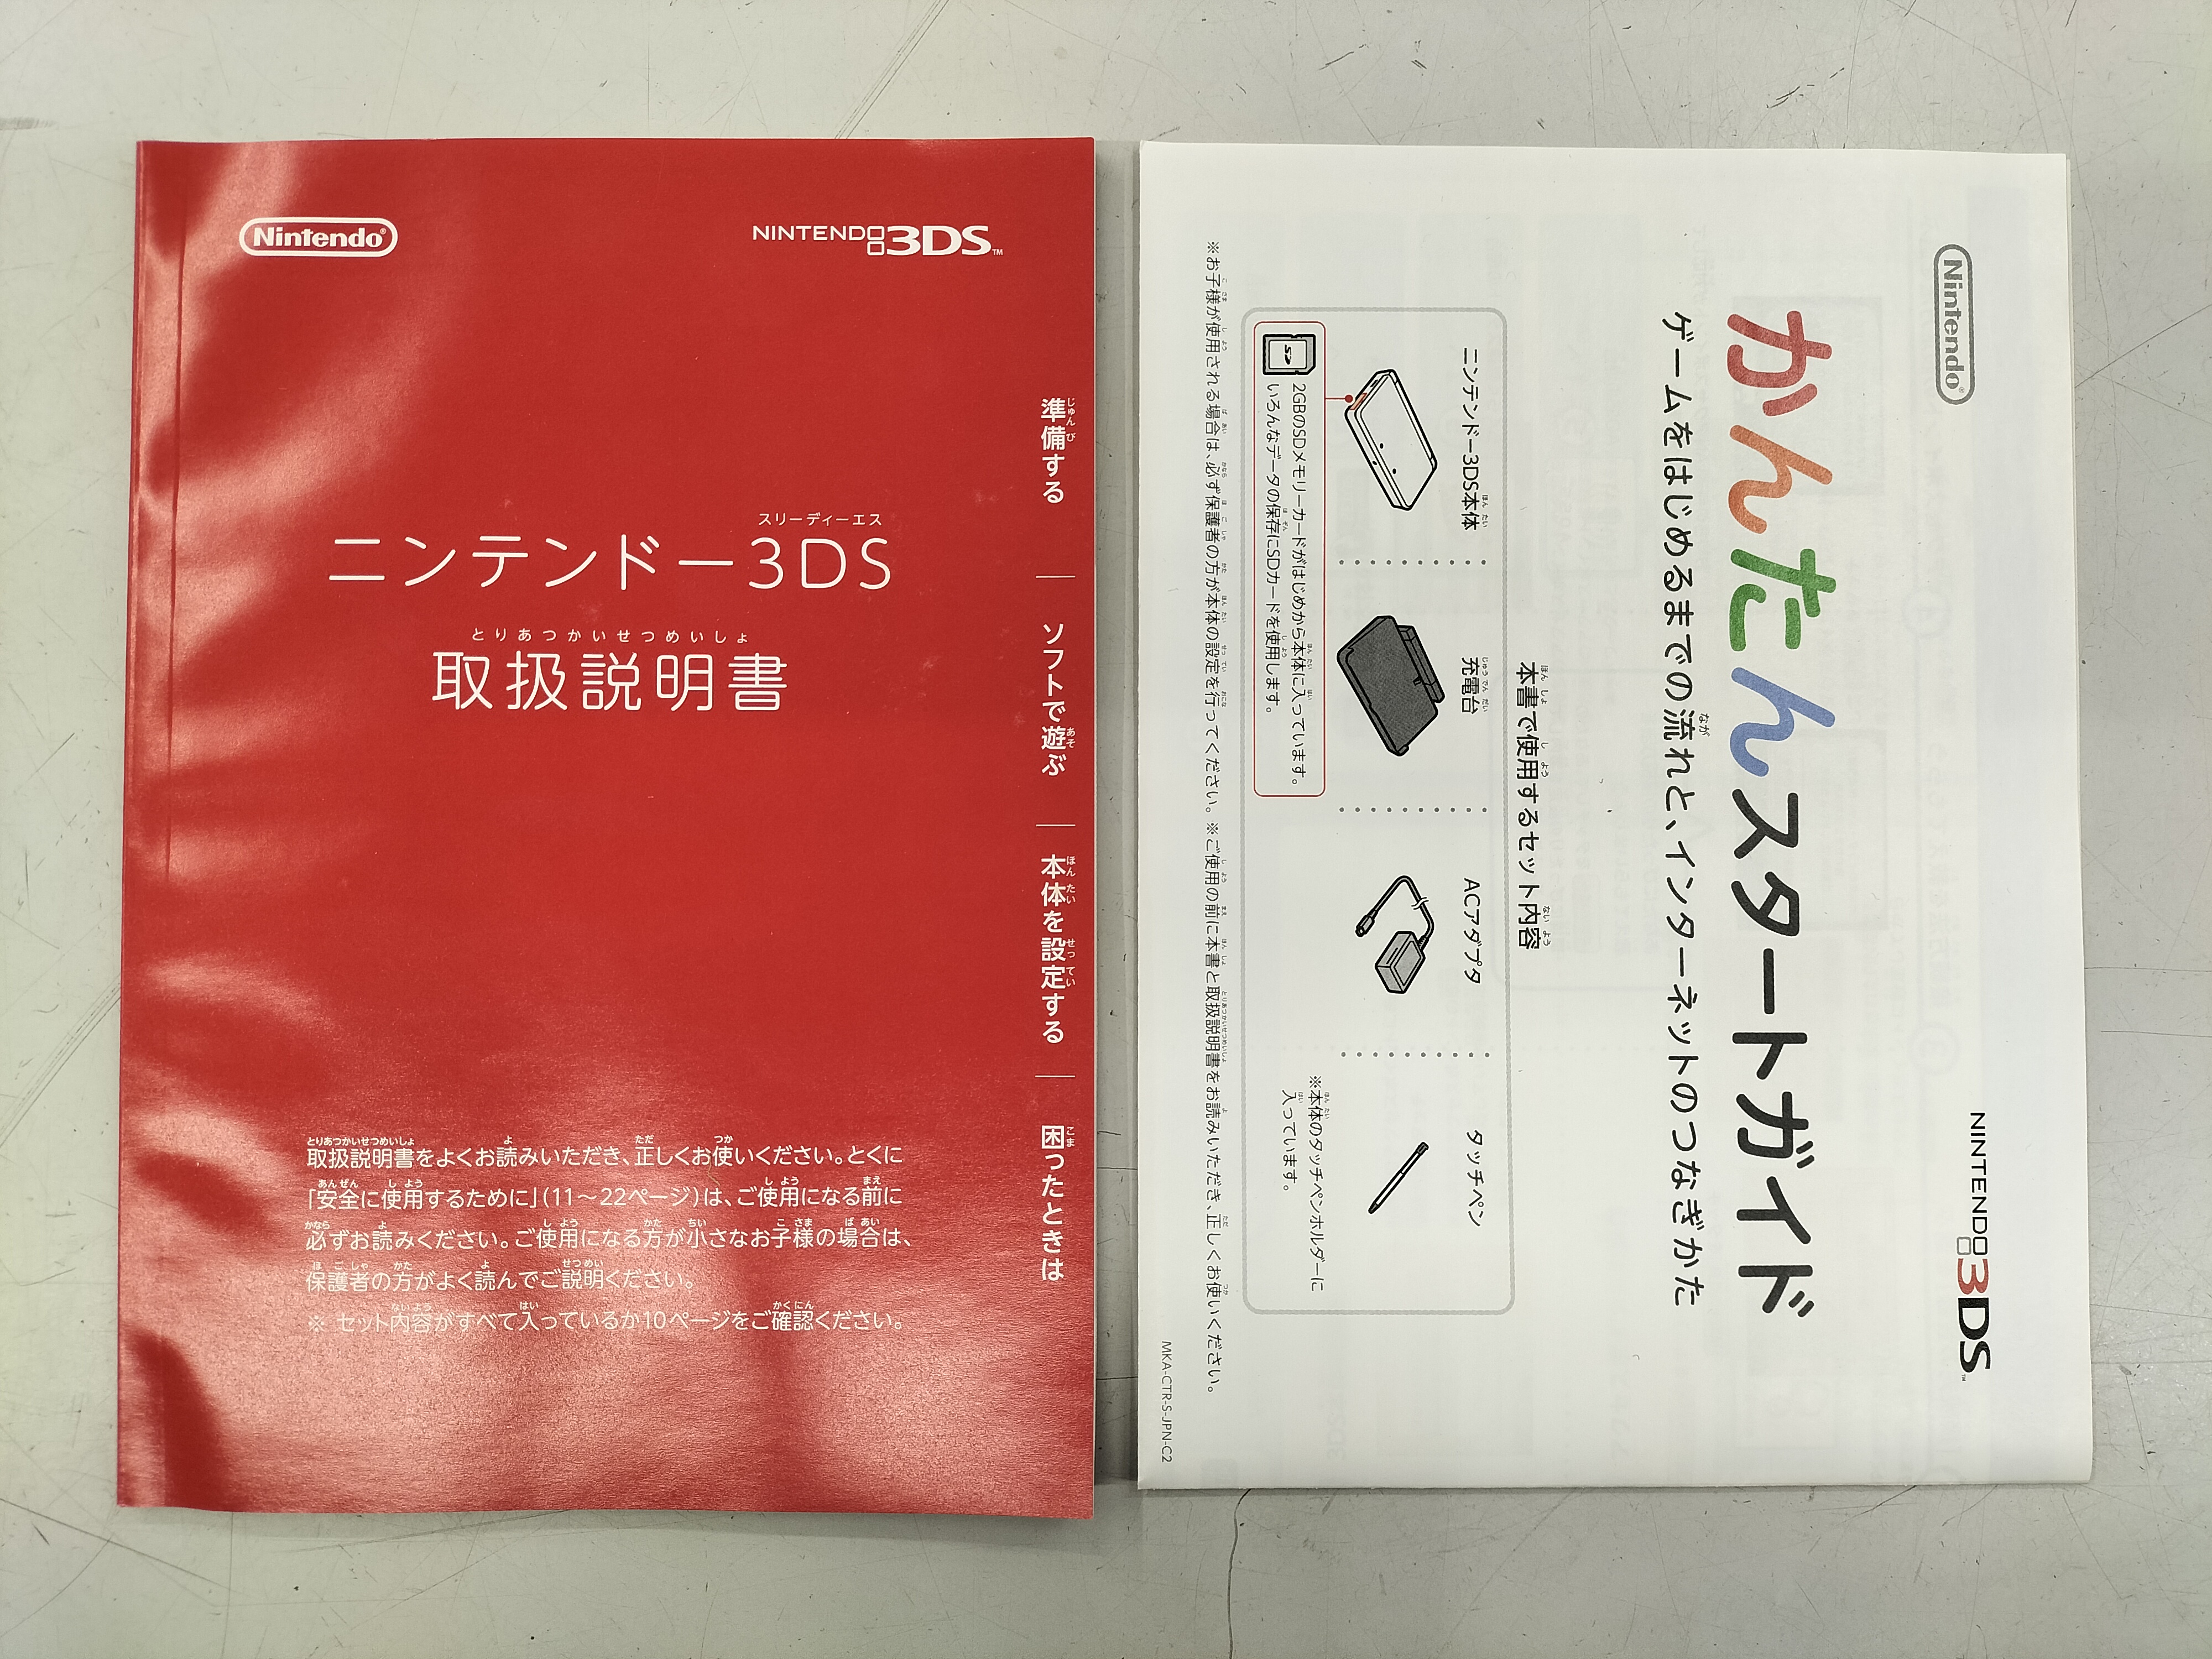 Nintendo®
NINTENDO 3DS™
スリーディーエス
ニンテンドー3DS
とりあつかいせつめいしょ
取扱説明書
準備する
ソフトで遊ぶ
本体を設定する
困ったときは
取扱説明書をよくお読みいただき、正しくお使いください。とくに
「安全に使用するために」(11〜22ページ)は、ご使用になる前に
必ずお読みください。ご使用になる方が小さなお子様の場合は、
保護者の方がよく読んでご説明ください。
※ セット内容がすべて入っているか10ページをご確認ください。
Nintendo®
NINTENDO 3DS™
かんたんスタートガイド
ゲームをはじめるまでの流れと、インターネットのつなぎかた
本書で使用するセット内容
ニンテンドー3DS本体
充電台
ACアダプタ
タッチペン
※本体のタッチペンホルダーに
入っています。
SD
2GBのSDメモリーカードがはじめから本体に入っています。
いろんなデータの保存にSDカードを使用します。
※お子様が使用される場合は、必ず保護者の方が本体の設定を行ってください。※ご使用の前に本書と取扱説明書をお読みいただき、正しくお使いください。
MKA-CTR-S-JPN-C2